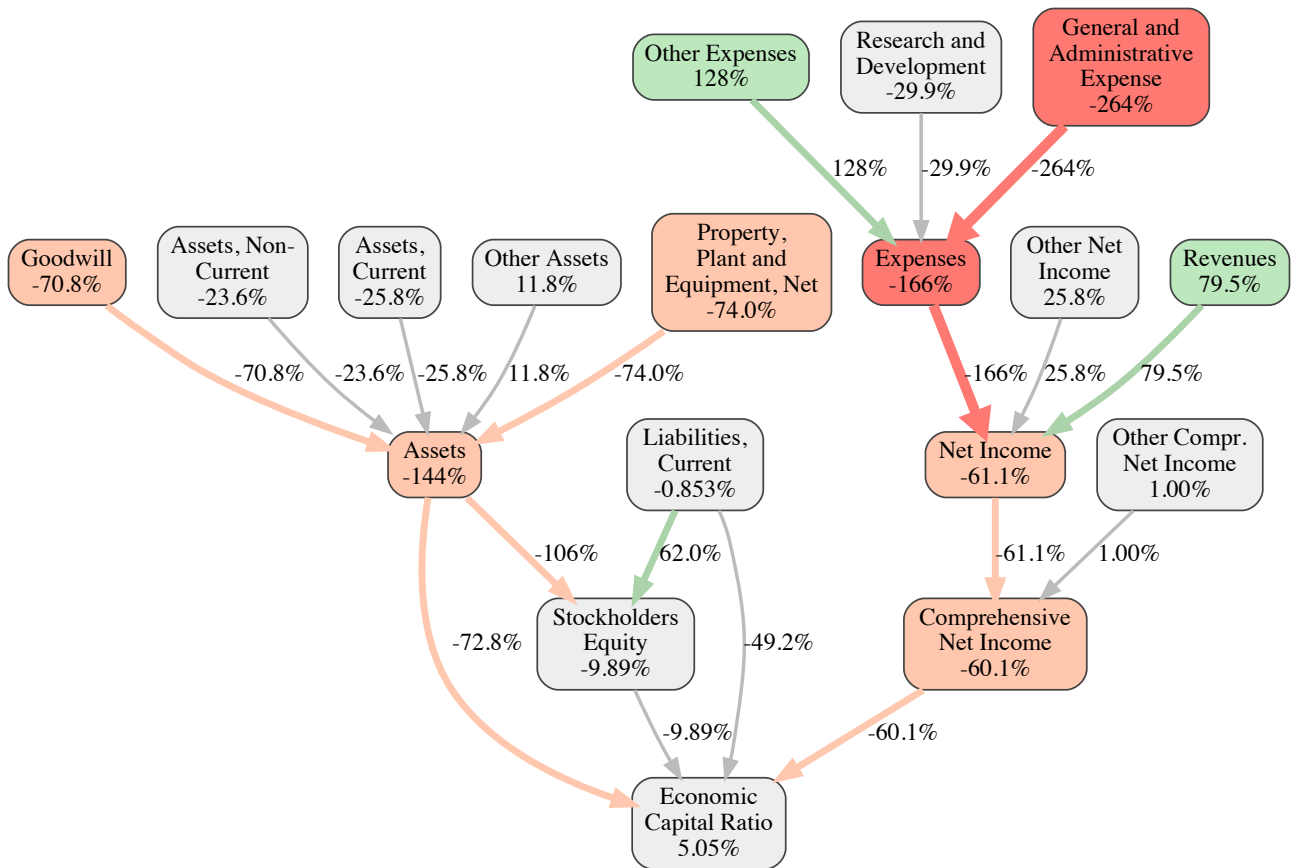 Other Expenses
128%
Research and
Development
-29.9%
General and
Administrative
Expense
-264%
128%
-29.9%
-264%
Goodwill
-70.8%
Assets, Non-
Current
-23.6%
Assets,
Current
-25.8%
Other Assets
11.8%
Property,
Plant and
Equipment, Net
-74.0%
Expenses
-166%
Other Net
Income
25.8%
Revenues
79.5%
-70.8%
-23.6%
-25.8%
11.8%
-74.0%
-166%
25.8%
79.5%
Assets
-144%
Liabilities,
Current
-0.853%
Net Income
-61.1%
Other Compr.
Net Income
1.00%
-106%
62.0%
-61.1%
1.00%
Stockholders
Equity
-9.89%
Comprehensive
Net Income
-60.1%
-72.8%
-49.2%
-9.89%
-60.1%
Economic
Capital Ratio
5.05%